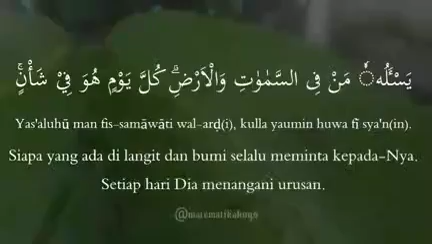 يَسْـَٔلُهٗ مَنْ فِى السَّمٰوٰتِ وَالْاَرْضِۗ كُلَّ يَوْمٍ هُوَ فِيْ شَأْنٍۚ
Yas'aluhū man fis-samāwāti wal-arḍ(i), kulla yaumin huwa fī sya'n(in).
Siapa yang ada di langit dan bumi selalu meminta kepada-Nya.
Setiap hari Dia menangani urusan.